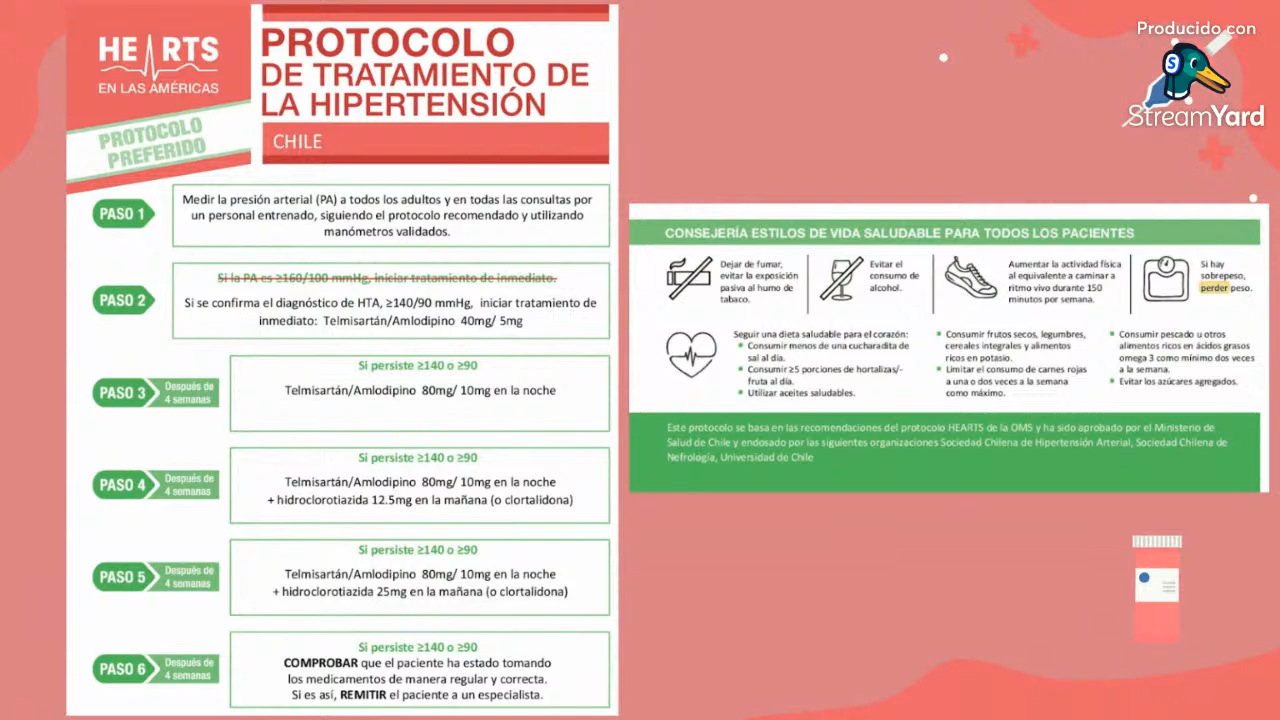 HEARTS
EN LAS AMÉRICAS
PROTOCOLO
PREFERIDO
PROTOCOLO
DE TRATAMIENTO DE
LA HIPERTENSIÓN
CHILE
PASO 1
Medir la presión arterial (PA) a todos los adultos y en todas las consultas por
un personal entrenado, siguiendo el protocolo recomendado y utilizando
manómetros validados.
PASO 2
Si la PA es ≥160/100 mmHg, iniciar tratamiento de inmediato.
Si se confirma el diagnóstico de HTA, ≥140/90 mmHg, iniciar tratamiento de
inmediato: Telmisartán/Amlodipino 40mg/ 5mg
PASO 3
Después de
4 semanas
Si persiste ≥140 o ≥90
Telmisartán/Amlodipino 80mg/ 10mg en la noche
PASO 4
Después de
4 semanas
Si persiste ≥140 o ≥90
Telmisartán/Amlodipino 80mg/ 10mg en la noche
+ hidroclorotiazida 12.5mg en la mañana (o clortalidona)
PASO 5
Después de
4 semanas
Si persiste ≥140 o ≥90
Telmisartán/Amlodipino 80mg/ 10mg en la noche
+ hidroclorotiazida 25mg en la mañana (o clortalidona)
PASO 6
Después de
4 semanas
Si persiste ≥140 o ≥90
COMPROBAR que el paciente ha estado tomando
los medicamentos de manera regular y correcta.
Si es así, REMITIR el paciente a un especialista.
Producido con
S
StreamYard
CONSEJERÍA ESTILOS DE VIDA SALUDABLE PARA TODOS LOS PACIENTES
Dejar de fumar,
evitar la exposición
pasiva al humo de
tabaco.
Evitar el
consumo de
alcohol.
Aumentar la actividad física
al equivalente a caminar a
ritmo vivo durante 150
minutos por semana.
Si hay
sobrepeso,
perder peso.
Seguir una dieta saludable para el corazón:
Consumir menos de una cucharadita de
sal al día.
Consumir ≥5 porciones de hortalizas/-
fruta al día.
Utilizar aceites saludables.
Consumir frutos secos, legumbres,
cereales integrales y alimentos
ricos en potasio.
Limitar el consumo de carnes rojas
a una o dos veces a la semana
como máximo.
Consumir pescado u otros
alimentos ricos en ácidos grasos
omega 3 como mínimo dos veces
a la semana.
Evitar los azúcares agregados.
Este protocolo se basa en las recomendaciones del protocolo HEARTS de la OMS y ha sido aprobado por el Ministerio de
Salud de Chile y endosado por las siguientes organizaciones Sociedad Chilena de Hipertensión Arterial, Sociedad Chilena de
Nefrología, Universidad de Chile